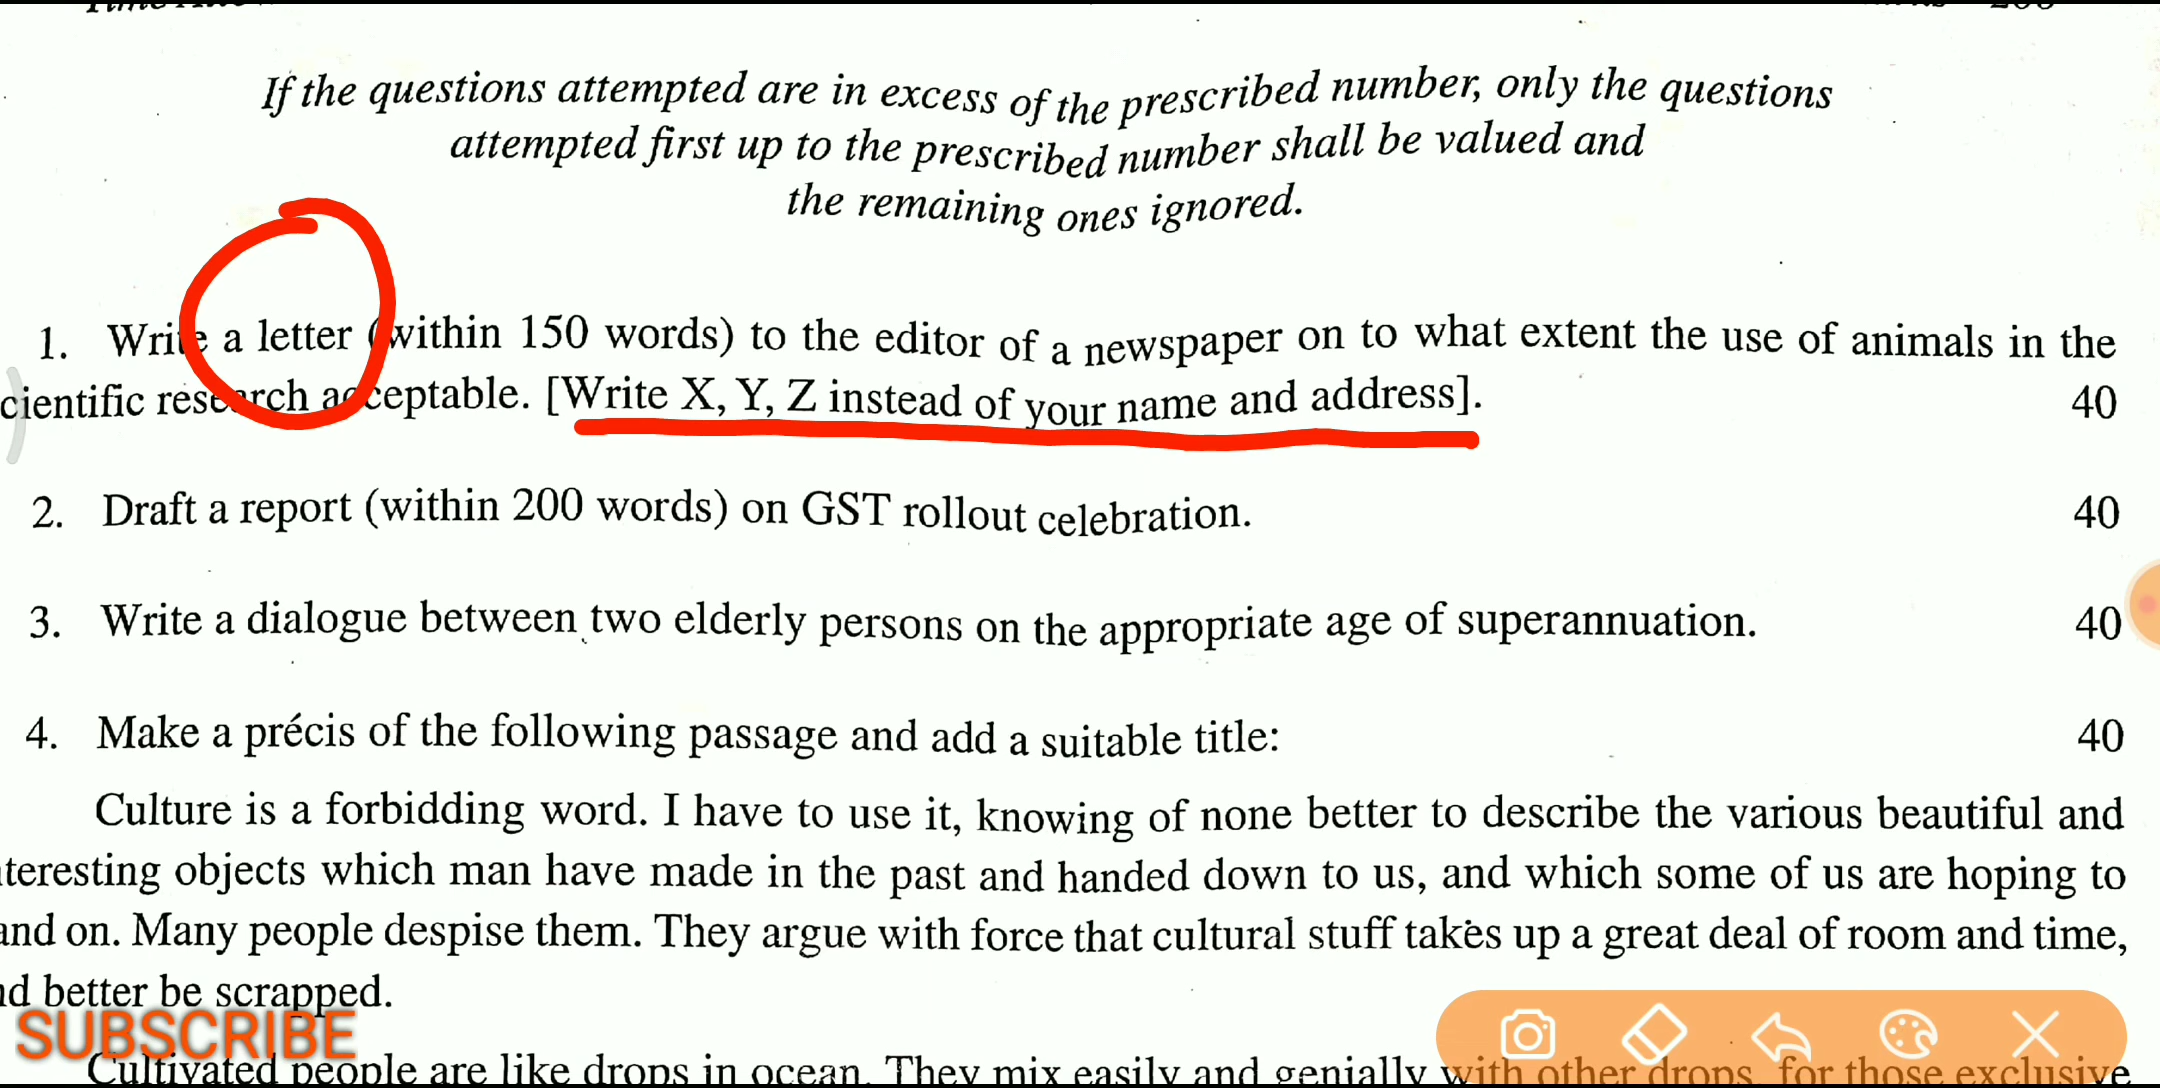 If the questions attempted are in excess of the prescribed number, only the questions
attempted first up to the prescribed number shall be valued and
the remaining ones ignored.
1. Write a letter (within 150 words) to the editor of a newspaper on to what extent the use of animals in the
cientific research acceptable. [Write X, Y, Z instead of your name and address]. 40
2. Draft a report (within 200 words) on GST rollout celebration. 40
3. Write a dialogue between two elderly persons on the appropriate age of superannuation. 40
4. Make a précis of the following passage and add a suitable title: 40
Culture is a forbidding word. I have to use it, knowing of none better to describe the various beautiful and
teresting objects which man have made in the past and handed down to us, and which some of us are hoping to
and on. Many people despise them. They argue with force that cultural stuff takes up a great deal of room and time,
d better be scrapped.
SUBSCRIBE
Cultivated people are like drops in ocean. They mix easily and genially with other drops, for those exclusive